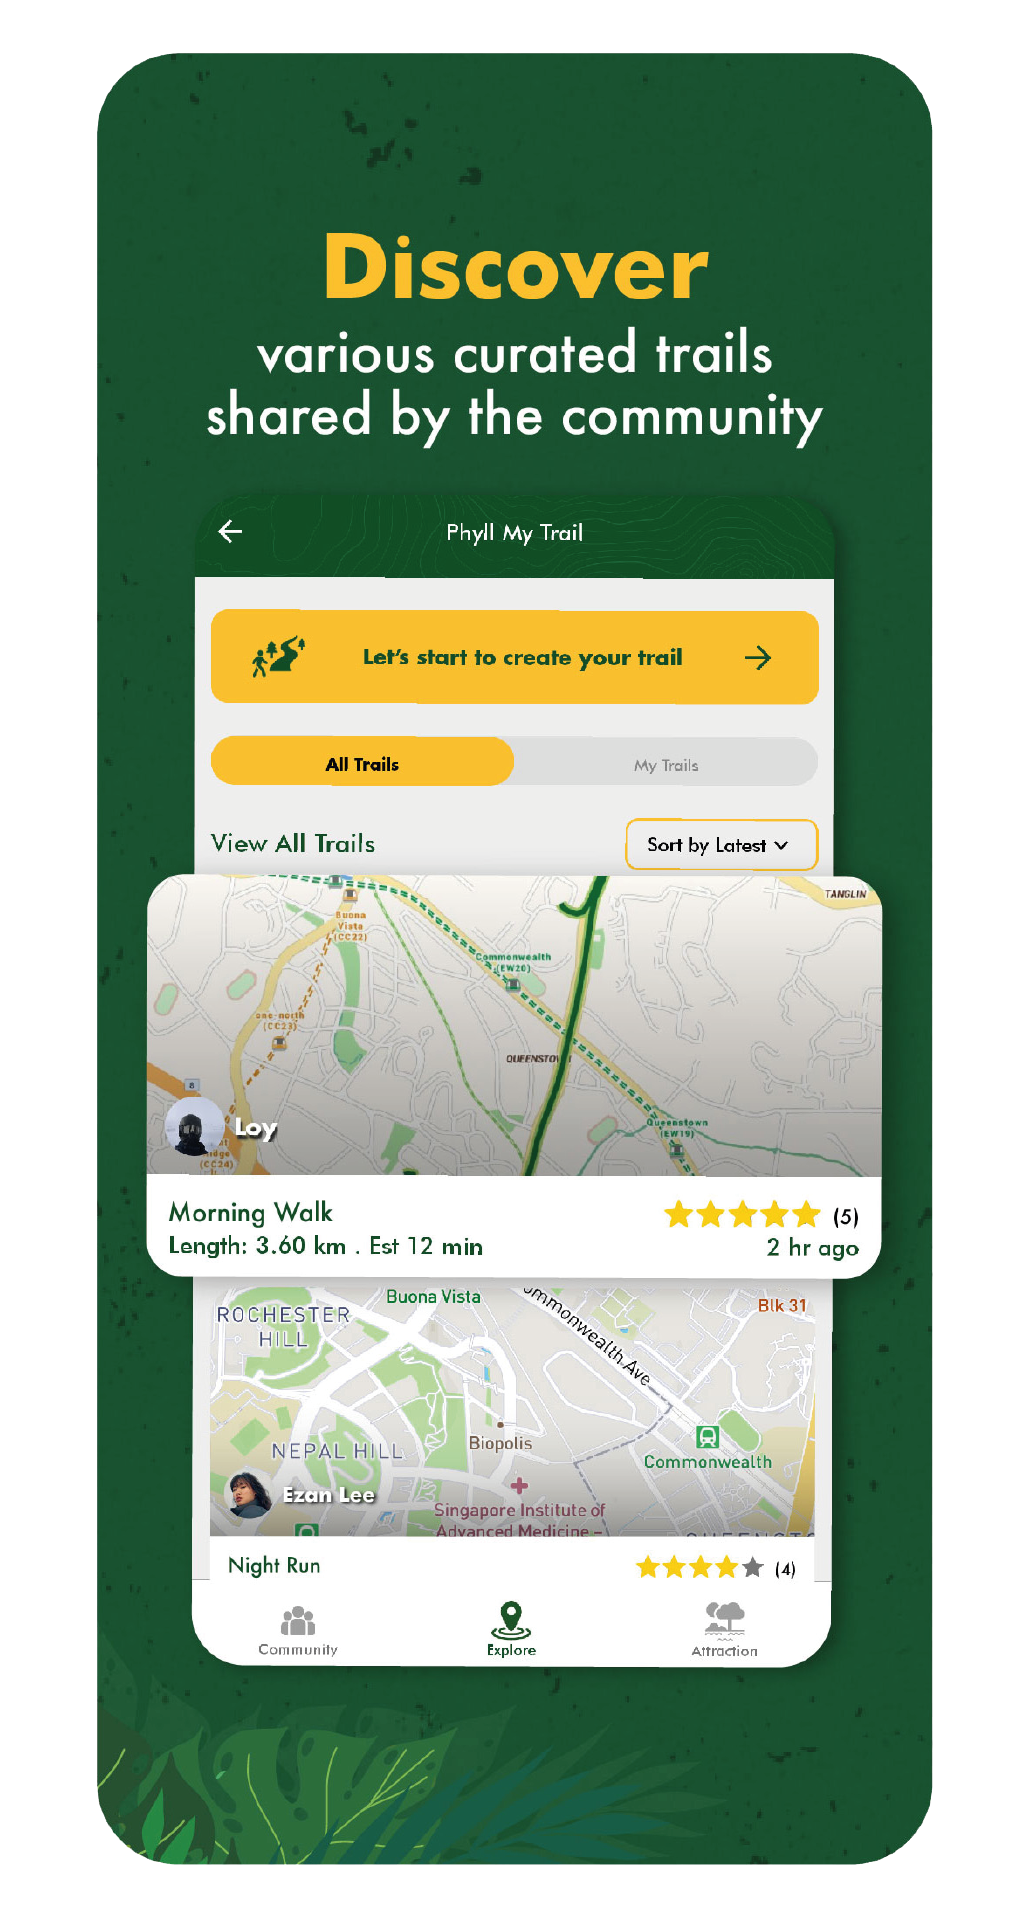 Discover
various curated trails
shared by the community
Phyll My Trail
Let's start to create your trail
All Trails
My Trails
View All Trails
Sort by Latest
TANGLIN
Buona
Vista
(CC22)
Commonwealth
(EW20)
one-north
(CC23)
QUEENSTO
8
Queenstown
(EW19)
Loy
(CC24)
Morning Walk
(5)
Length: 3.60 km . Est 12 min
2 hr ago
Buona Vista
Blk 31
ROCHESTER
HILL
ommonwealth Ave
Biopolis
NEPAL HILL
Commonwealth
Ezan Lee
Singapore Institute of
Advanced Medicine –
Night Run
(4)
Community
Explore
Attraction